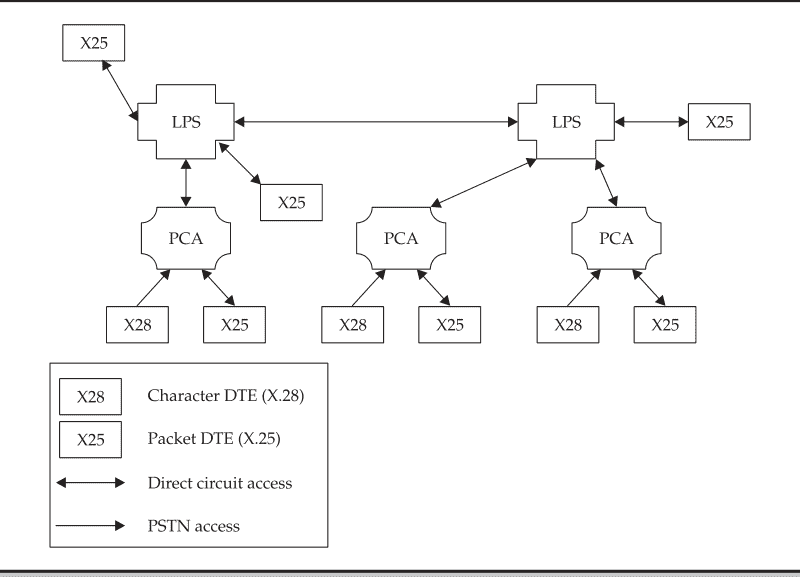 X25
LPS
LPS
X25
X25
PCA
PCA
PCA
X28
X25
X28
X25
X28
X25
X28 Character DTE (X.28)
X25 Packet DTE (X.25)
Direct circuit access
PSTN access